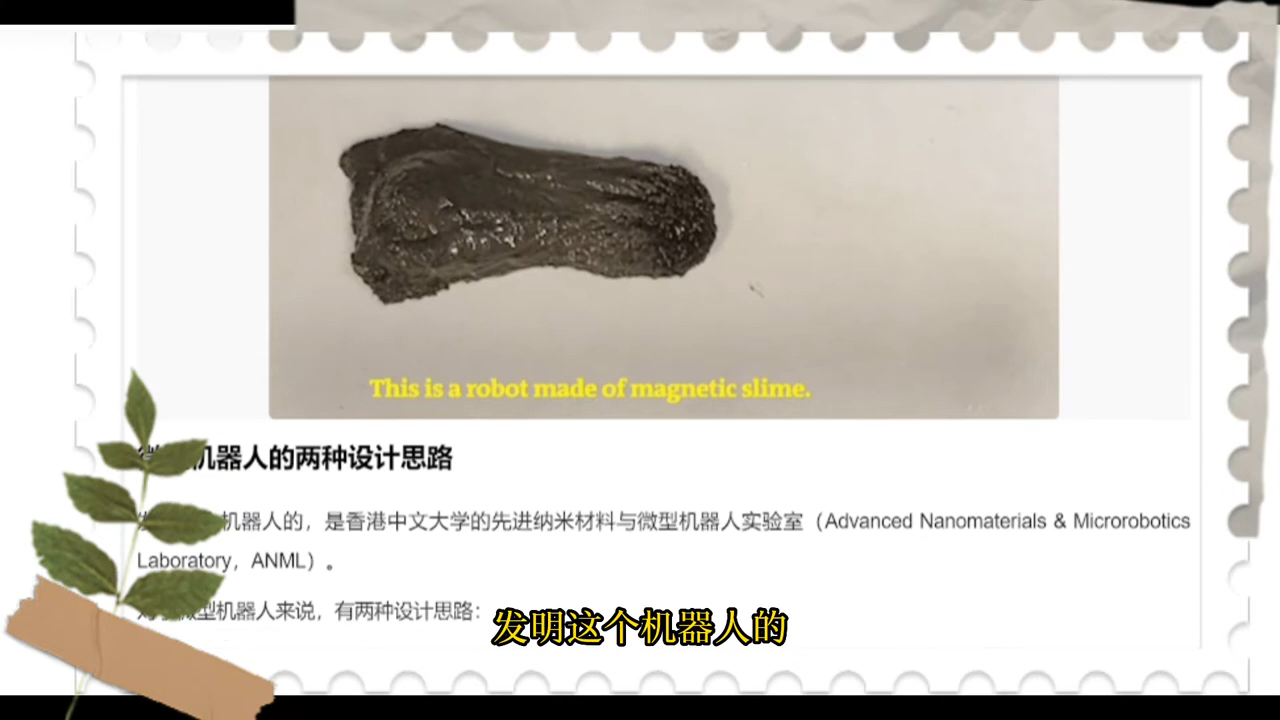 This is a robot made of magnetic slime.
机器人的两种设计思路
机器人的，是香港中文大学的先进纳米材料与微型机器人实验室（Advanced Nanomaterials & Microrobotics
Laboratory，ANML）。
微型机器人来说，有两种设计思路：
发明这个机器人的